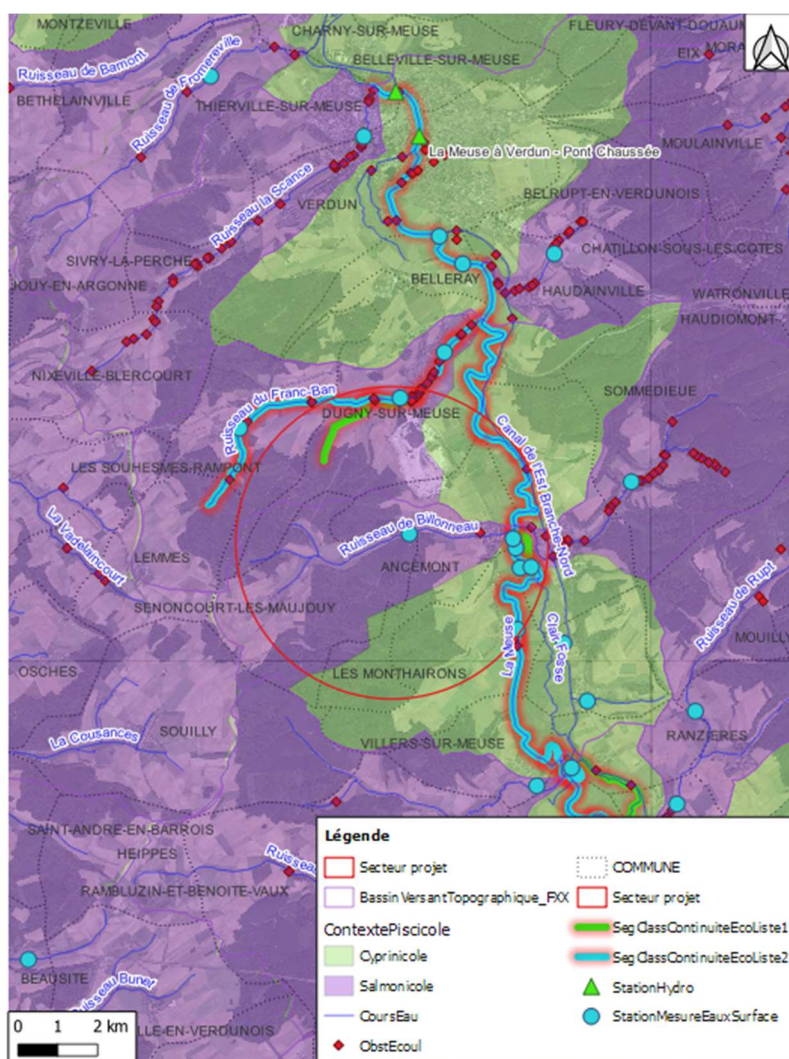 MONTZEVILLE
CHARNY-SUR-MEUSE
FLEURY-DEVANT-DOUAUM
BELLEVILLE-SUR-MEUSE
EIX
MORA
Ruisseau de Bamont
Ruisseau de Fromereville
BETHELAINVILLE
THIERVILLE-SUR-MEUSE
MOULAINVILLE
La Meuse à Verdun - Pont Chaussée
Ruisseau la Scance
VERDUN
BELRUPT-EN-VERDUNOIS
SIVRY-LA-PERCHE
CHATILLON-SOUS-LES-COTES
JOUY-EN-ARGONNE
BELLERAY
HAUDAINVILLE
WATRONVILLE
HAUDIOMONT
NIXEVILLE-BLERCOURT
Ruisseau du Franc-Ban
DUGNY-SUR-MEUSE
SOMMEDIEUE
Canal de l'Est Branche-Nord
LES SOUHESMES-RAMPONT
La Vadelaincourt
Ruisseau de Billonneau
LEMMES
ANCEMONT
SENONCOURT-LES-MAUJOUY
Ruisseau de Rupt
MOUILLY
Clair Fosse
La Meuse
OSCHES
LES MONTHAIRONS
La Cousances
SOUILLY
VILLERS-SUR-MEUSE
RANZIERES
SAINT-ANDRE-EN-BARROIS
HEIPPES
Ruisseau
RAMBLUZIN-ET-BENOITE-VAUX
BEAUSITE
Ruisseau Bunet
VILLE-EN-VERDUNOIS
0 1 2 km
Légende
Secteur projet
COMMUNE
BassinVersantTopographique_FXX
Secteur projet
ContextePiscicole
SegClassContinuiteEcoListe1
Cyprinicole
SegClassContinuiteEcoListe2
Salmonicole
StationHydro
CoursEau
StationMesureEauxSurface
ObstEcoul